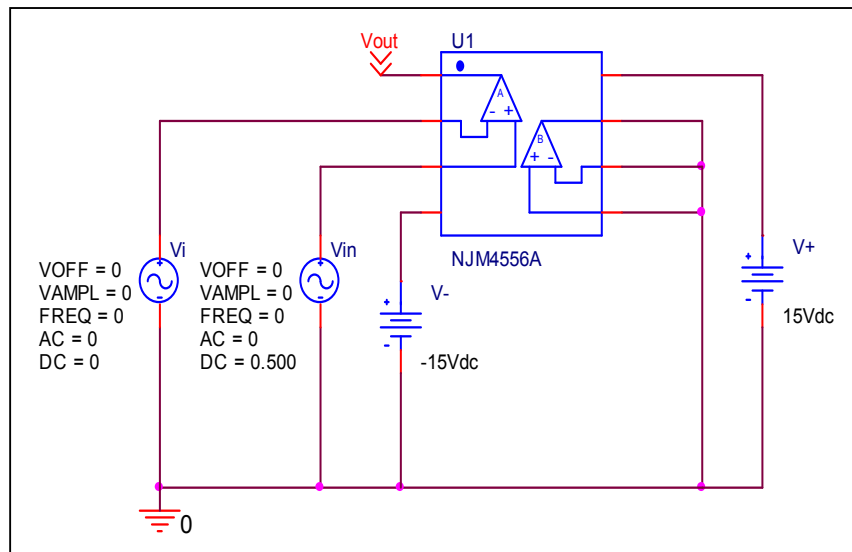 Vout
U1
A
- +
B
+ -
NJM4556A
Vi
VOFF = 0
VAMPL = 0
FREQ = 0
AC = 0
DC = 0
Vin
VOFF = 0
VAMPL = 0
FREQ = 0
AC = 0
DC = 0.500
V-
-15Vdc
V+
15Vdc
0